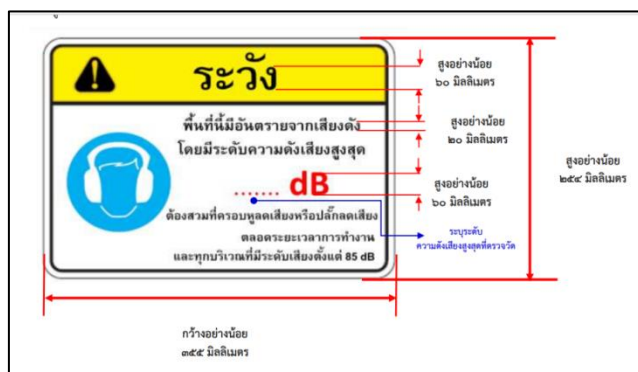 ระวัง
พื้นที่นี้มีอันตรายจากเสียงดัง
โดยมีระดับความดังเสียงสูงสุด
....... dB
ต้องสวมที่ครอบหูลดเสียงหรือปลั๊กลดเสียง
ตลอดระยะเวลาการทำงาน
และทุกบริเวณที่มีระดับเสียงตั้งแต่ 85 dB
สูงอย่างน้อย
๖๐ มิลลิเมตร
สูงอย่างน้อย
๒๐ มิลลิเมตร
สูงอย่างน้อย
๖๐ มิลลิเมตร
ระบุระดับ
ความดังเสียงสูงสุดที่ตรวจวัด
สูงอย่างน้อย
๒๕๔ มิลลิเมตร
กว้างอย่างน้อย
๓๕๕ มิลลิเมตร